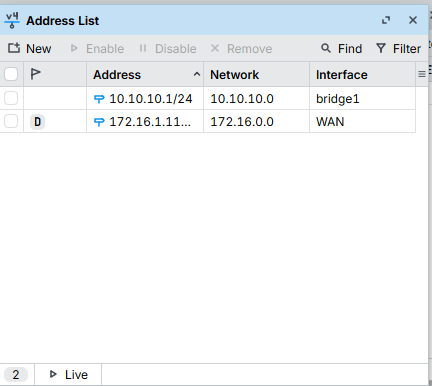 v4 Address List
New Enable Disable Remove Find Filter
Address Network Interface
10.10.10.1/24 10.10.10.0 bridge1
D 172.16.1.11... 172.16.0.0 WAN
2 Live